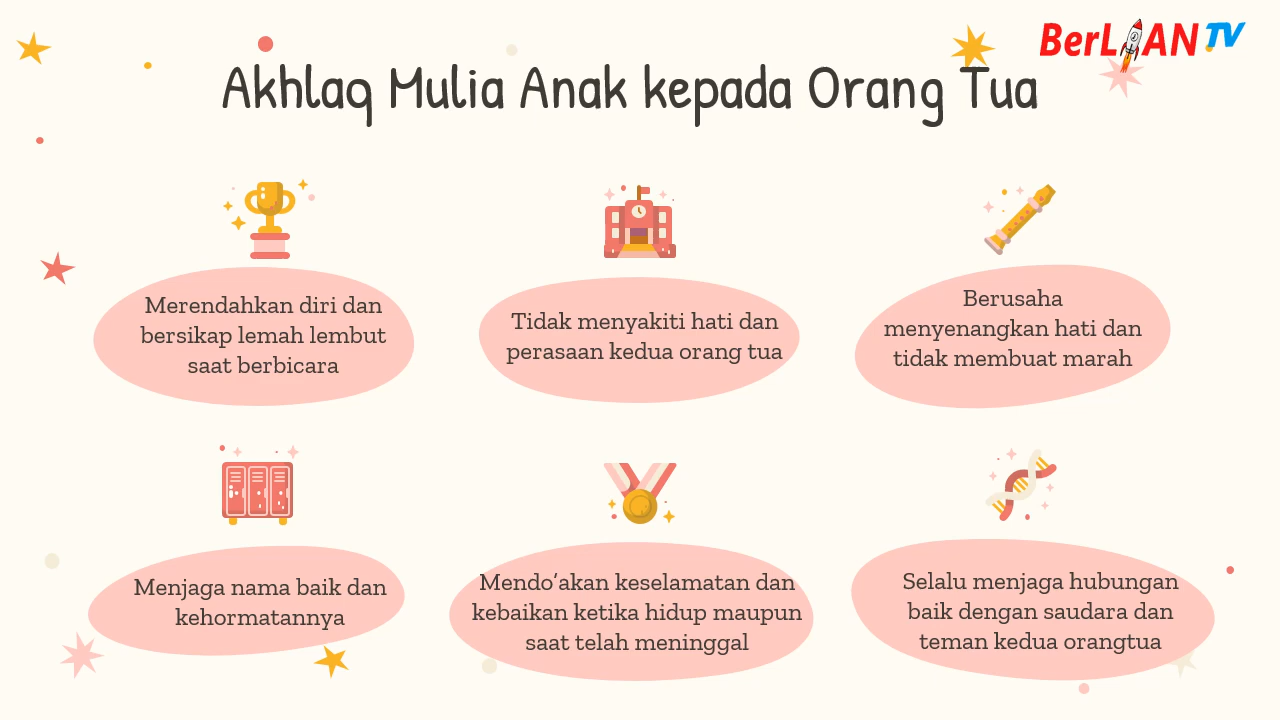 BerLIAN TV
Akhlaq Mulia Anak kepada Orang Tua
Merendahkan diri dan
bersikap lemah lembut
saat berbicara
Tidak menyakiti hati dan
perasaan kedua orang tua
Berusaha
menyenangkan hati dan
tidak membuat marah
Menjaga nama baik dan
kehormatannya
Mendo’akan keselamatan dan
kebaikan ketika hidup maupun
saat telah meninggal
Selalu menjaga hubungan
baik dengan saudara dan
teman kedua orangtua